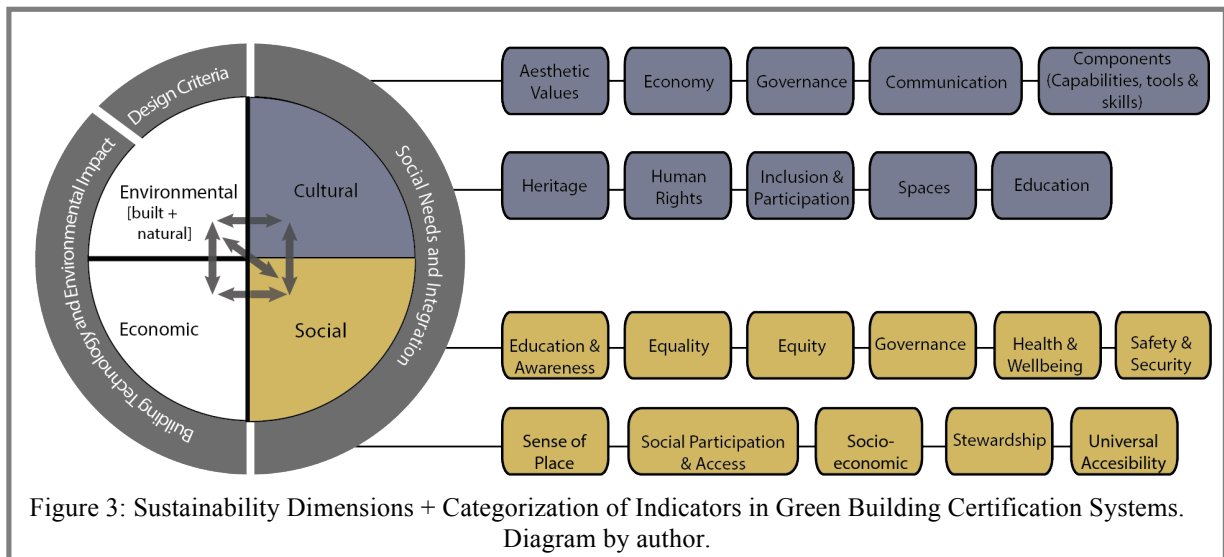 Design Criteria
Building Technology and Environmental Impact
Social Needs and Integration
Environmental
[built +
natural]
Cultural
Economic
Social
Aesthetic
Values
Economy
Governance
Communication
Components
(Capabilities, tools &
skills)
Heritage
Human
Rights
Inclusion &
Participation
Spaces
Education
Education &
Awareness
Equality
Equity
Governance
Health &
Wellbeing
Safety &
Security
Sense of
Place
Social Participation
& Access
Socio-
economic
Stewardship
Universal
Accesibility
Figure 3: Sustainability Dimensions + Categorization of Indicators in Green Building Certification Systems.
Diagram by author.